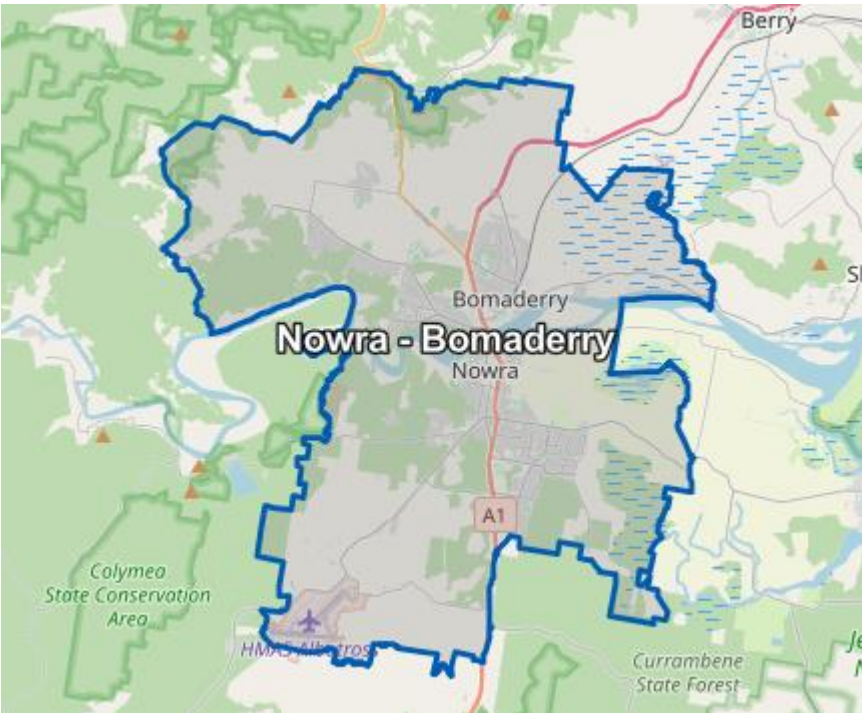 Berry
Bomaderry
Nowra - Bomaderry
Nowra
A1
Colymea
State Conservation
Area
HMAS Albatross
Currambene
State Forest